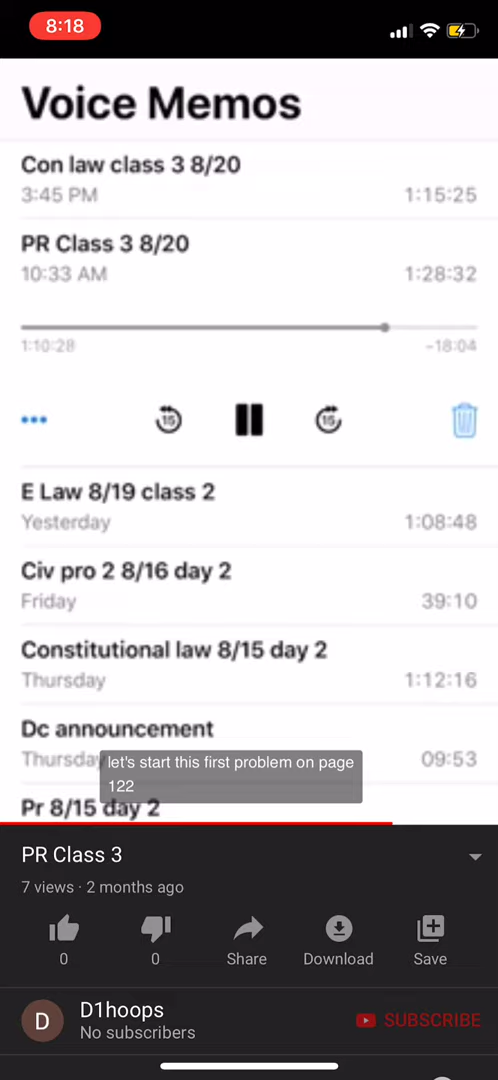 8:18
Voice Memos
Con law class 3 8/20
3:45 PM 1:15:25
PR Class 3 8/20
10:33 AM 1:28:32
1:10:28 -18:04
15 15
E Law 8/19 class 2
Yesterday 1:08:48
Civ pro 2 8/16 day 2
Friday 39:10
Constitutional law 8/15 day 2
Thursday 1:12:16
Dc announcement
Thursday 09:53
let's start this first problem on page
122
Pr 8/15 day 2
PR Class 3
7 views · 2 months ago
0 0 Share Download Save
D D1hoops
No subscribers
SUBSCRIBE